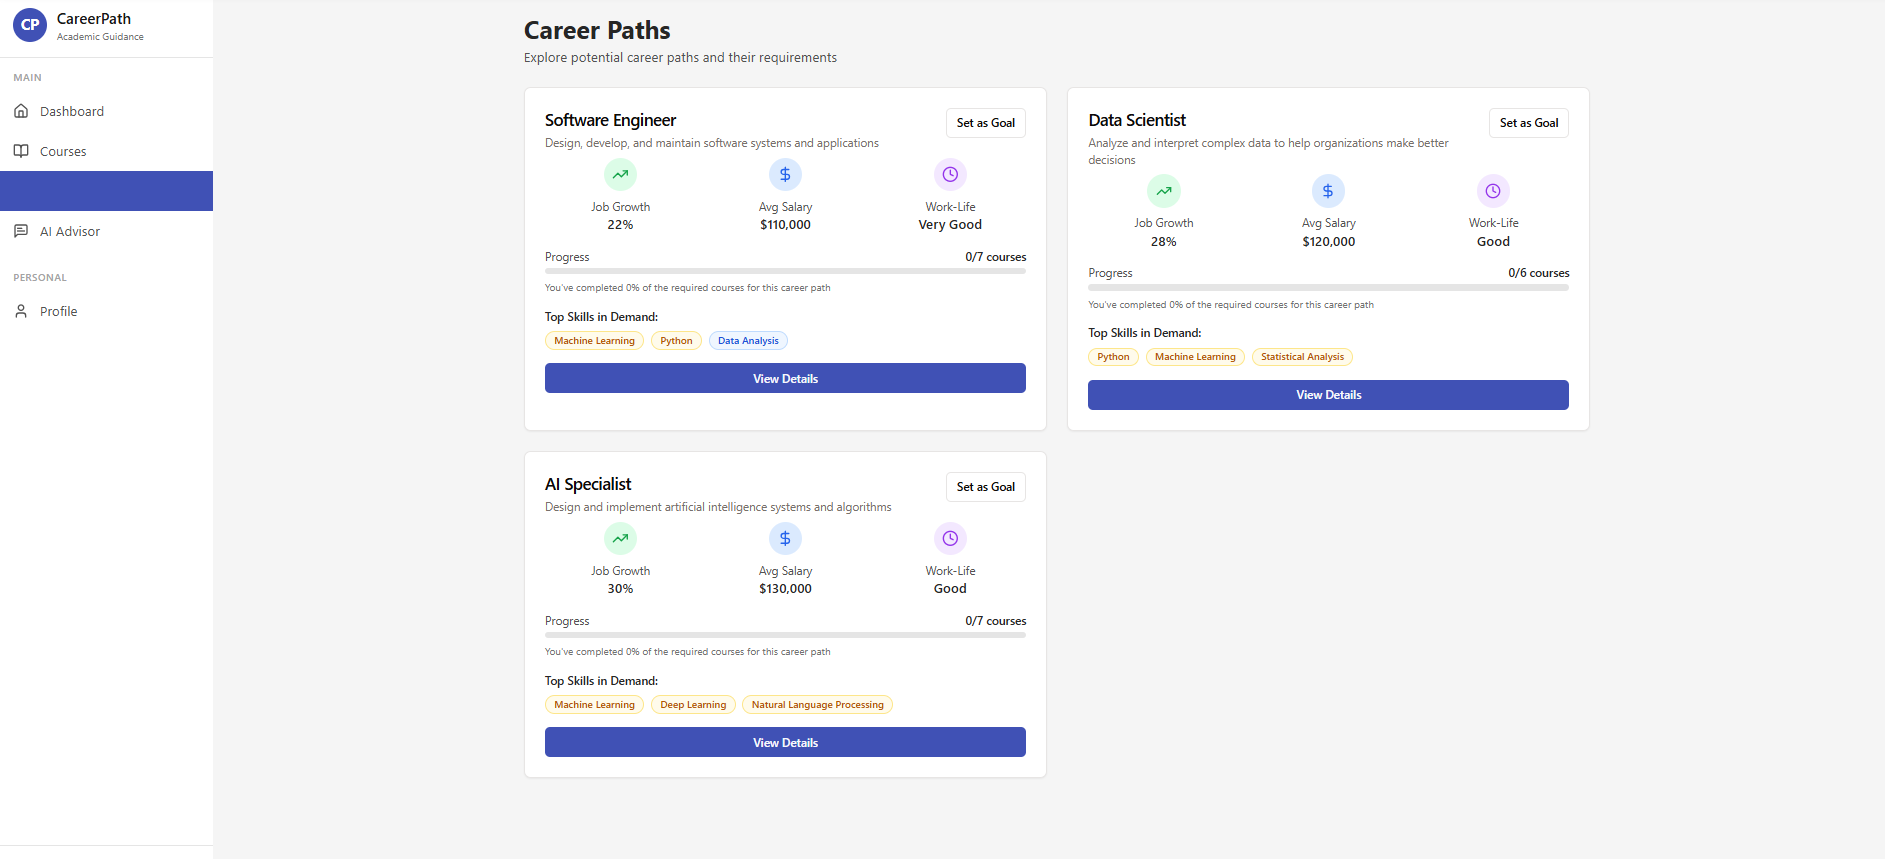 CP
CareerPath
Academic Guidance
MAIN
Dashboard
Courses
AI Advisor
PERSONAL
Profile
Career Paths
Explore potential career paths and their requirements
Software Engineer
Set as Goal
Design, develop, and maintain software systems and applications
Job Growth
22%
Avg Salary
$110,000
Work-Life
Very Good
Progress
0/7 courses
You've completed 0% of the required courses for this career path
Top Skills in Demand:
Machine Learning
Python
Data Analysis
View Details
Data Scientist
Set as Goal
Analyze and interpret complex data to help organizations make better
decisions
Job Growth
28%
Avg Salary
$120,000
Work-Life
Good
Progress
0/6 courses
You've completed 0% of the required courses for this career path
Top Skills in Demand:
Python
Machine Learning
Statistical Analysis
View Details
AI Specialist
Set as Goal
Design and implement artificial intelligence systems and algorithms
Job Growth
30%
Avg Salary
$130,000
Work-Life
Good
Progress
0/7 courses
You've completed 0% of the required courses for this career path
Top Skills in Demand:
Machine Learning
Deep Learning
Natural Language Processing
View Details